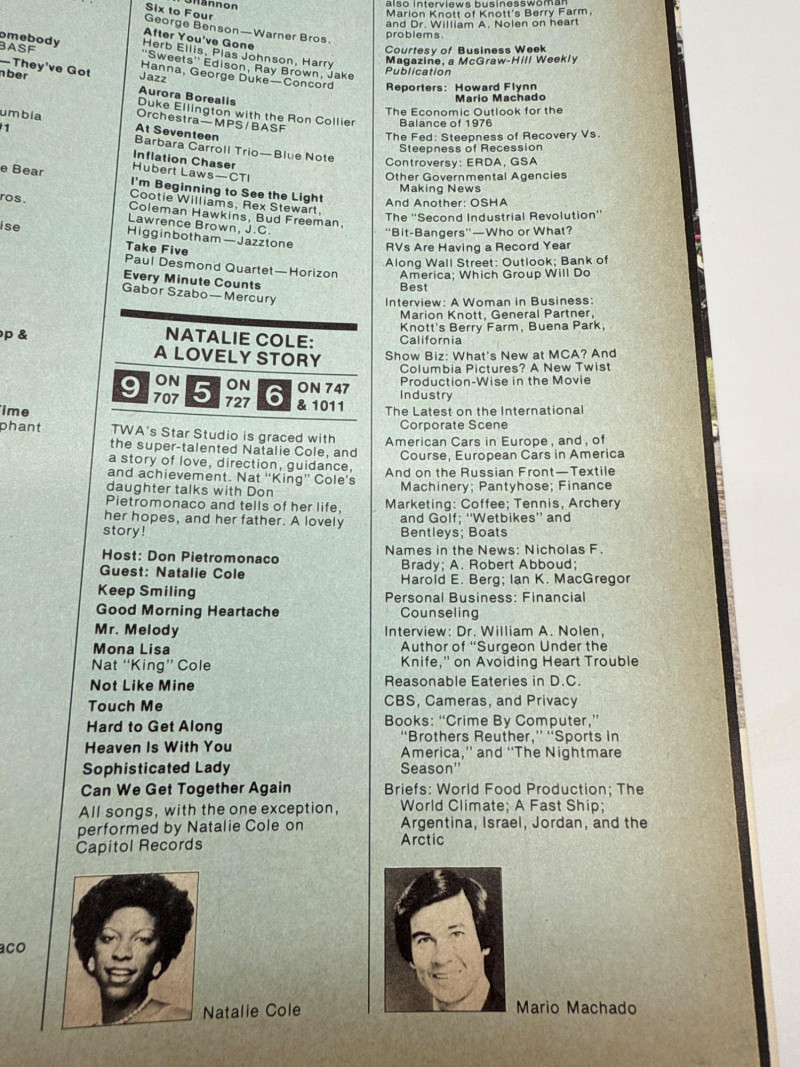 omebody
BASF
—They've Got
mber
umbia
#1
e Bear
ros.
ise
op &
Time
phant
aco
Shannon
Six to Four
George Benson—Warner Bros.
After You've Gone
Herb Ellis, Plas Johnson, Harry
"Sweets" Edison, Ray Brown, Jake
Hanna, George Duke—Concord
Jazz
Aurora Borealis
Duke Ellington with the Ron Collier
Orchestra—MPS/BASF
At Seventeen
Barbara Carroll Trio—Blue Note
Inflation Chaser
Hubert Laws—CTI
I'm Beginning to See the Light
Cootie Williams, Rex Stewart,
Coleman Hawkins, Bud Freeman,
Lawrence Brown, J.C.
Higginbotham—Jazztone
Take Five
Paul Desmond Quartet—Horizon
Every Minute Counts
Gabor Szabo—Mercury
NATALIE COLE:
A LOVELY STORY
9 ON 707 5 ON 727 6 ON 747 & 1011
TWA's Star Studio is graced with
the super-talented Natalie Cole, and
a story of love, direction, guidance,
and achievement. Nat "King" Cole's
daughter talks with Don
Pietromonaco and tells of her life,
her hopes, and her father. A lovely
story!
Host: Don Pietromonaco
Guest: Natalie Cole
Keep Smiling
Good Morning Heartache
Mr. Melody
Mona Lisa
Nat "King" Cole
Not Like Mine
Touch Me
Hard to Get Along
Heaven Is With You
Sophisticated Lady
Can We Get Together Again
All songs, with the one exception,
performed by Natalie Cole on
Capitol Records
Natalie Cole
also interviews businesswoman
Marion Knott of Knott's Berry Farm,
and Dr. William A. Nolen on heart
problems.
Courtesy of Business Week
Magazine, a McGraw-Hill Weekly
Publication
Reporters: Howard Flynn
Mario Machado
The Economic Outlook for the
Balance of 1976
The Fed: Steepness of Recovery Vs.
Steepness of Recession
Controversy: ERDA, GSA
Other Governmental Agencies
Making News
And Another: OSHA
The "Second Industrial Revolution"
"Bit-Bangers"—Who or What?
RVs Are Having a Record Year
Along Wall Street: Outlook; Bank of
America; Which Group Will Do
Best
Interview: A Woman in Business:
Marion Knott, General Partner,
Knott's Berry Farm, Buena Park,
California
Show Biz: What's New at MCA? And
Columbia Pictures? A New Twist
Production-Wise in the Movie
Industry
The Latest on the International
Corporate Scene
American Cars in Europe, and, of
Course, European Cars in America
And on the Russian Front—Textile
Machinery; Pantyhose; Finance
Marketing: Coffee; Tennis, Archery
and Golf; "Wetbikes" and
Bentleys; Boats
Names in the News: Nicholas F.
Brady; A. Robert Abboud;
Harold E. Berg; Ian K. MacGregor
Personal Business: Financial
Counseling
Interview: Dr. William A. Nolen,
Author of "Surgeon Under the
Knife," on Avoiding Heart Trouble
Reasonable Eateries in D.C.
CBS, Cameras, and Privacy
Books: "Crime By Computer,"
"Brothers Reuther," "Sports in
America," and "The Nightmare
Season"
Briefs: World Food Production; The
World Climate; A Fast Ship;
Argentina, Israel, Jordan, and the
Arctic
Mario Machado